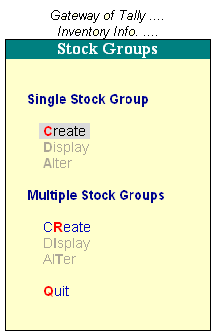 Gateway of Tally ....
Inventory Info. ....
Stock Groups
Single Stock Group
Create
Display
Alter
Multiple Stock Groups
CReate
DIsplay
AlTer
Quit